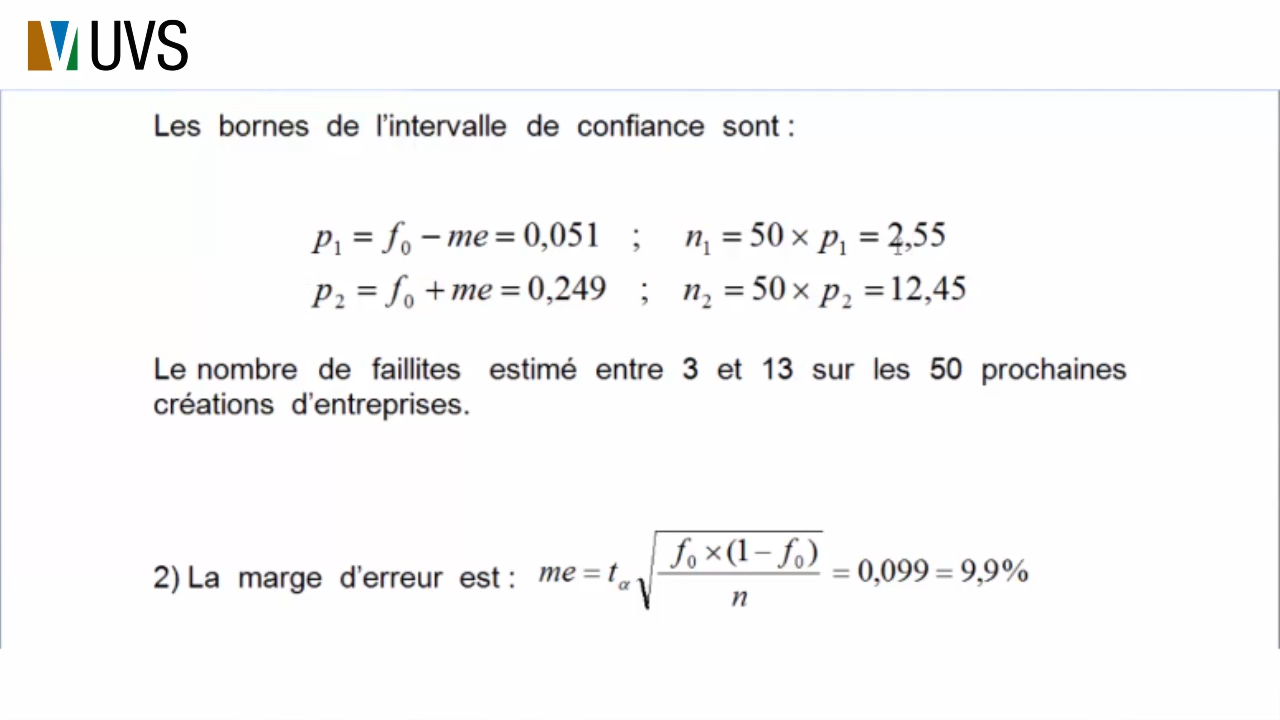 UVS
Les bornes de l'intervalle de confiance sont :
p₁ = f₀ − me = 0,051 ; n₁ = 50 × p₁ = 2,55
p₂ = f₀ + me = 0,249 ; n₂ = 50 × p₂ = 12,45
Le nombre de faillites estimé entre 3 et 13 sur les 50 prochaines
créations d'entreprises.
2) La marge d'erreur est : me = tα √(f₀ × (1 − f₀) / n) = 0,099 = 9,9%